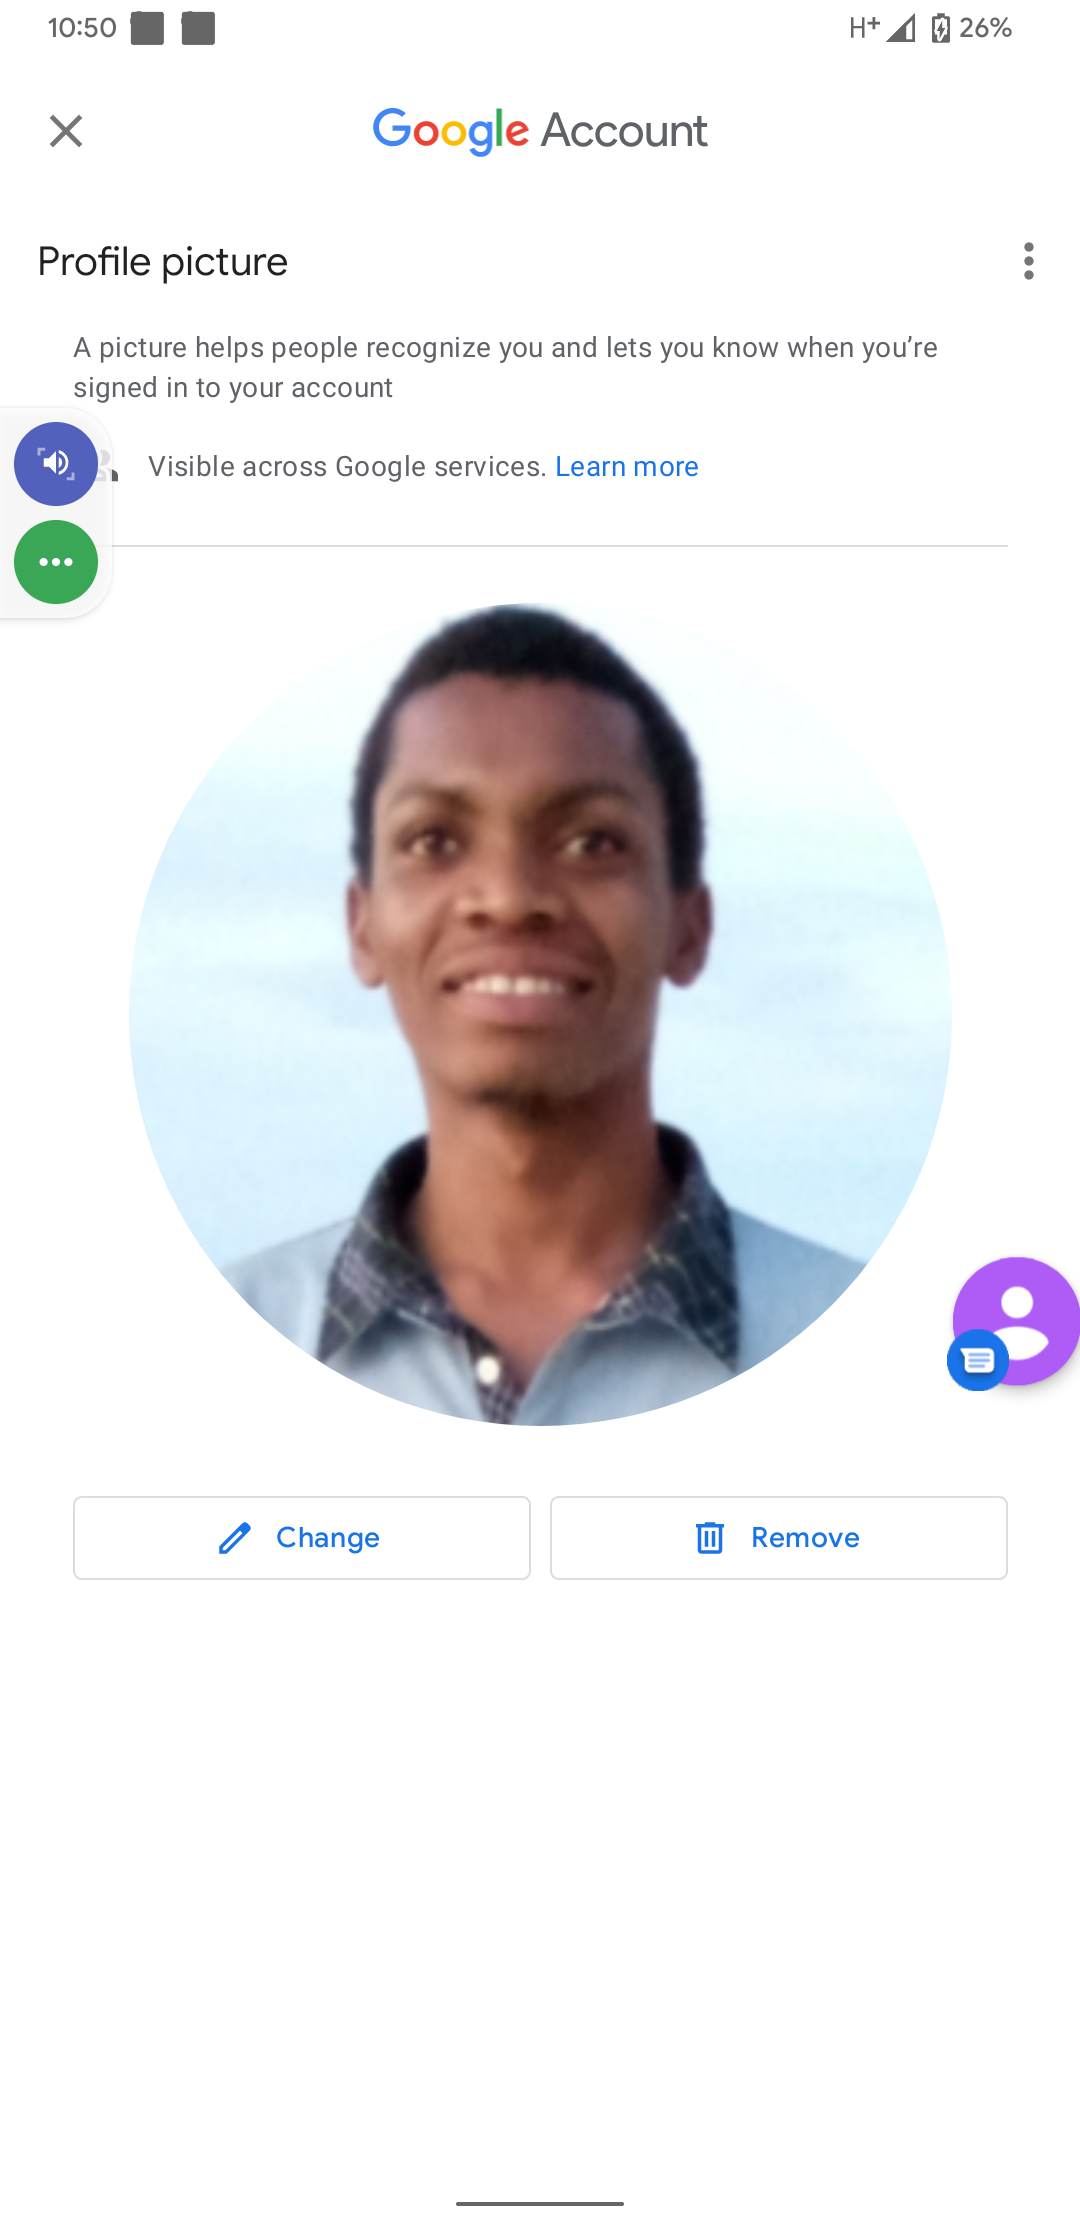 10:50
H+
26%
Google Account
Profile picture
A picture helps people recognize you and lets you know when you’re
signed in to your account
Visible across Google services. Learn more
Change
Remove